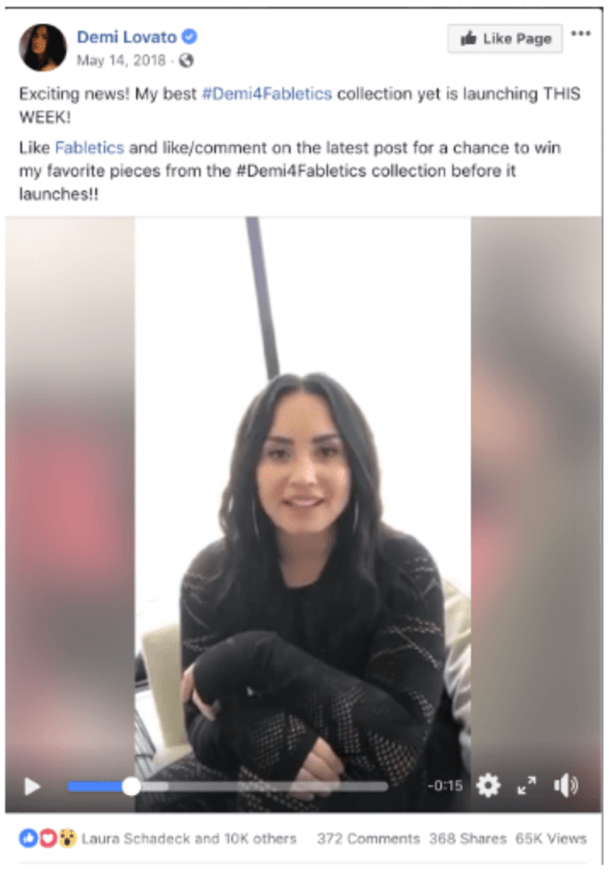 Demi Lovato
Like Page
May 14, 2018 ·
Exciting news! My best #Demi4Fabletics collection yet is launching THIS
WEEK!
Like Fabletics and like/comment on the latest post for a chance to win
my favorite pieces from the #Demi4Fabletics collection before it
launches!!
-0:15
Laura Schadeck and 10K others 372 Comments 368 Shares 65K Views